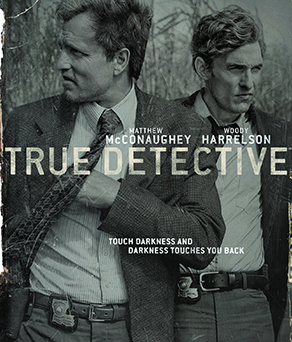 MATTHEW WOODY
McCONAUGHEY HARRELSON
TRUE DETECTIVE
TOUCH DARKNESS AND
DARKNESS TOUCHES YOU BACK